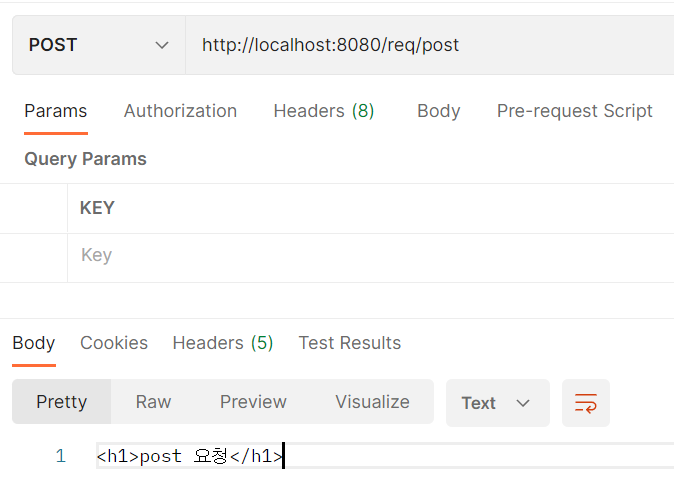 POST http://localhost:8080/req/post
Params Authorization Headers (8) Body Pre-request Script
Query Params
KEY
Key
Body Cookies Headers (5) Test Results
Pretty Raw Preview Visualize Text
1 <h1>post 요청</h1>